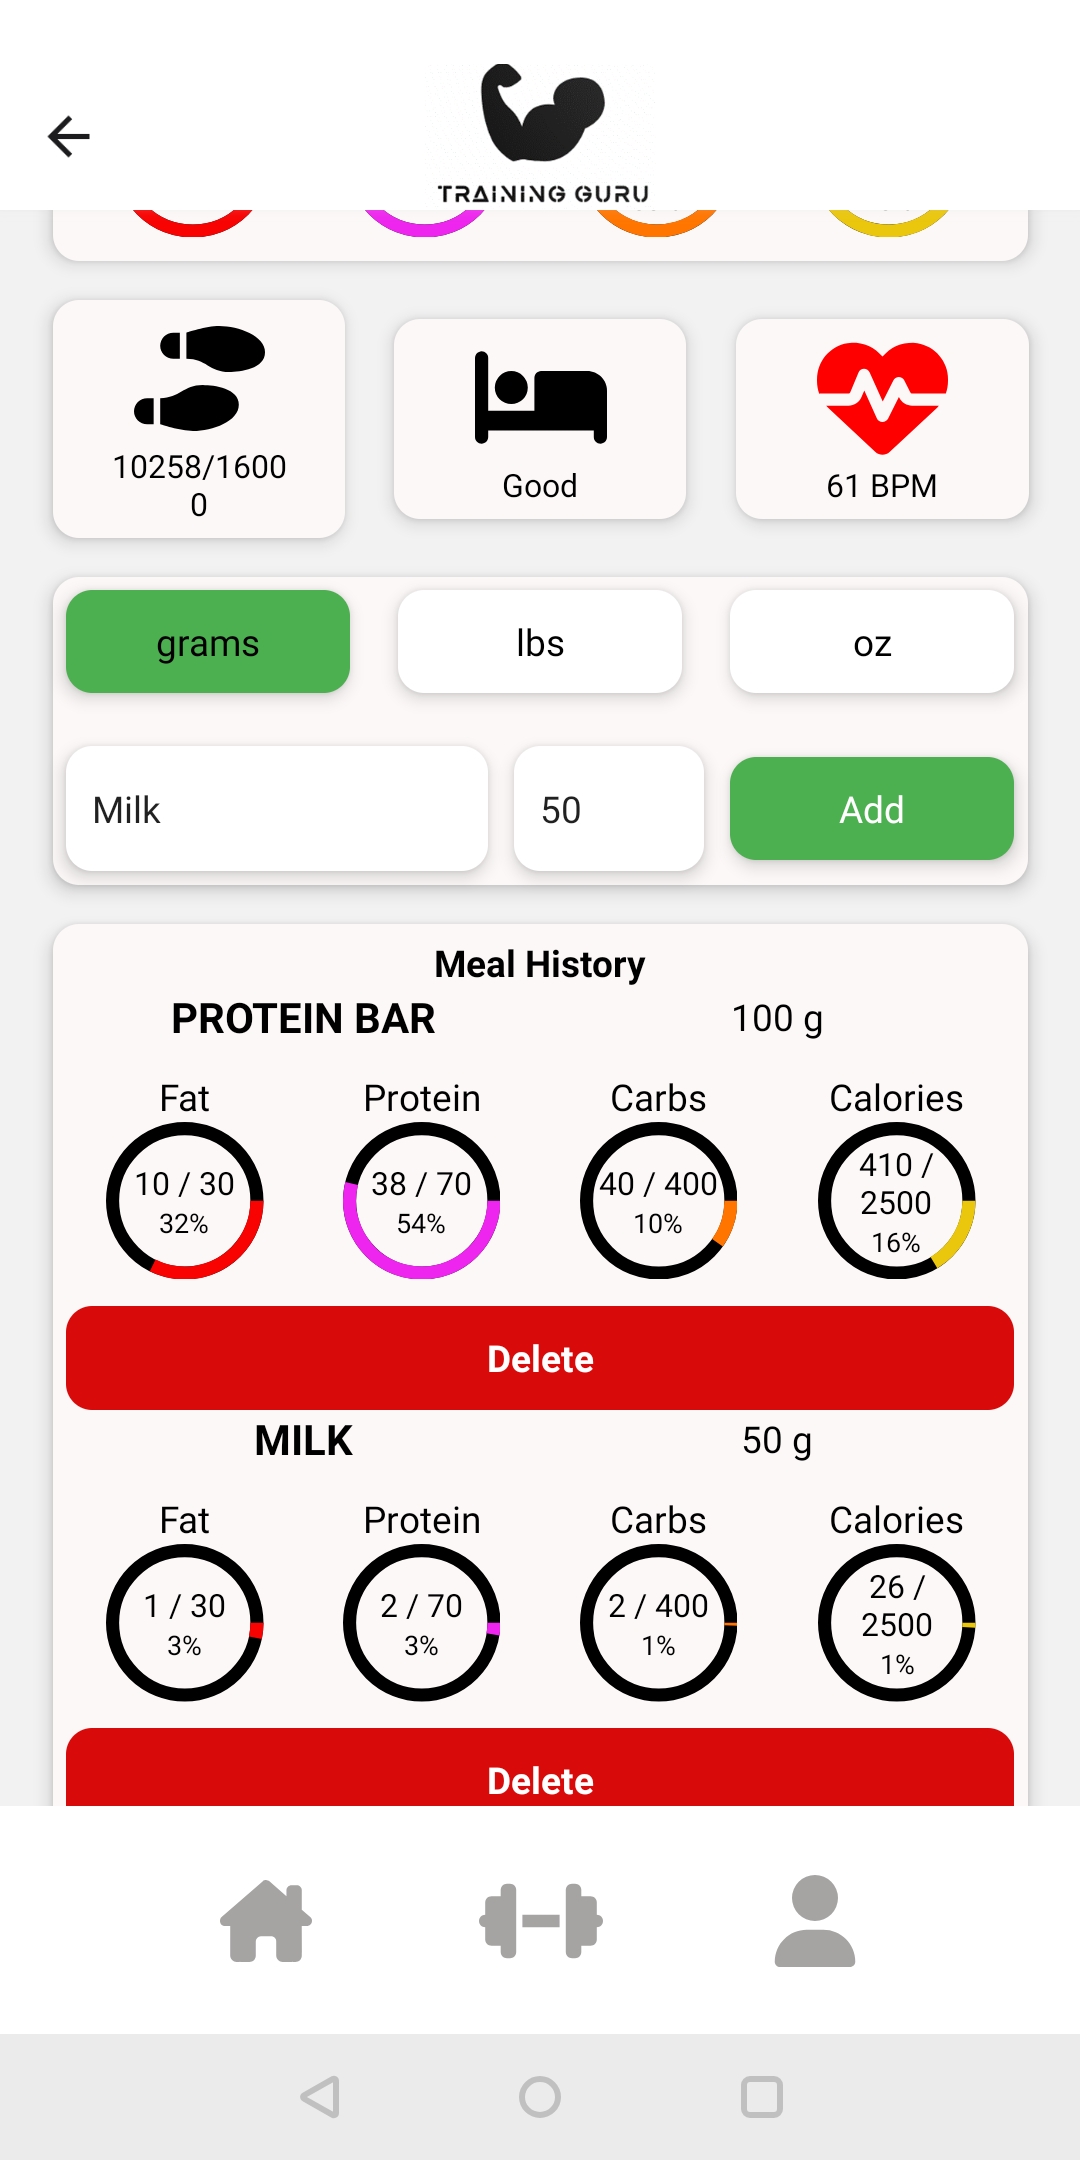 TRAINING GURU
10258/1600
0
Good
61 BPM
grams
lbs
oz
Milk
50
Add
Meal History
PROTEIN BAR
100 g
Fat
Protein
Carbs
Calories
10 / 30
32%
38 / 70
54%
40 / 400
10%
410 /
2500
16%
Delete
MILK
50 g
Fat
Protein
Carbs
Calories
1 / 30
3%
2 / 70
3%
2 / 400
1%
26 /
2500
1%
Delete